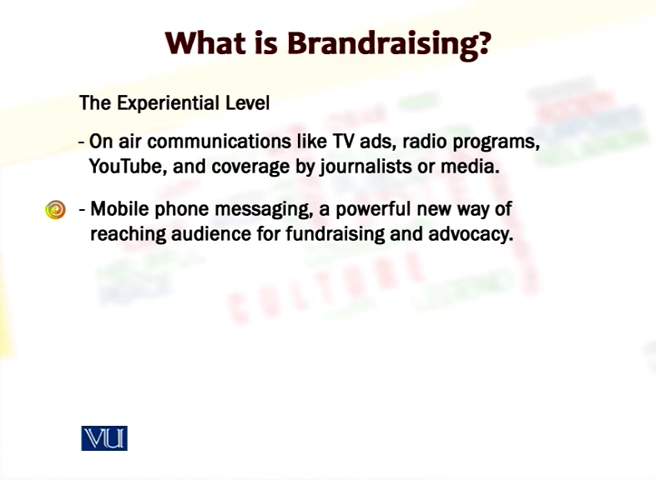 What is Brandraising?
The Experiential Level
- On air communications like TV ads, radio programs,
YouTube, and coverage by journalists or media.
- Mobile phone messaging, a powerful new way of
reaching audience for fundraising and advocacy.
CULTURE
VU